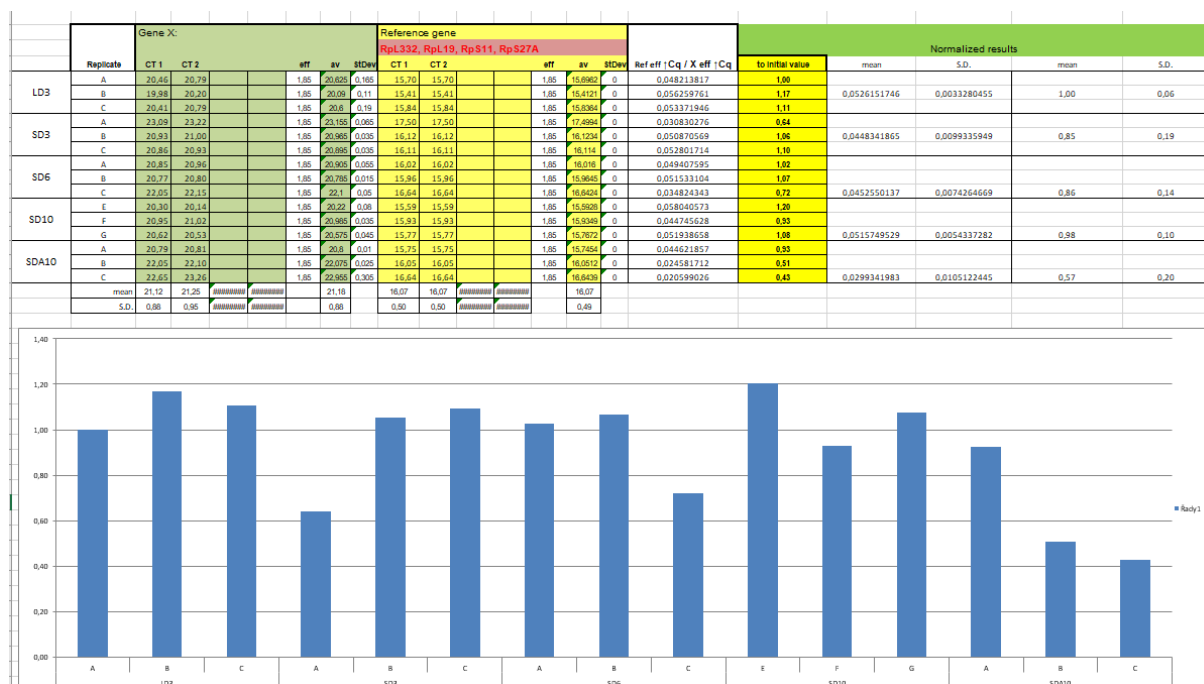 Gene X: Reference gene
RpL332, RpL19, RpS11, RpS27A Normalized results
Replicate CT 1 CT 2 eff av StDev CT 1 CT 2 eff av StDev Ref eff ↑Cq / X eff ↑Cq to initial value mean S.D. mean S.D.
LD3 A 20,46 20,79 1,85 20,625 0,165 15,70 15,70 1,85 15,6962 0 0,048213817 1,00
B 19,98 20,20 1,85 20,09 0,11 15,41 15,41 1,85 15,4121 0 0,056259761 1,17 0,0526151746 0,0033280455 1,00 0,06
C 20,41 20,79 1,85 20,6 0,19 15,84 15,84 1,85 15,8364 0 0,053371946 1,11
SD3 A 23,09 23,22 1,85 23,155 0,065 17,50 17,50 1,85 17,4994 0 0,030830276 0,64
B 20,93 21,00 1,85 20,965 0,035 16,12 16,12 1,85 16,1234 0 0,050870569 1,06 0,0448341865 0,0099335949 0,85 0,19
C 20,86 20,93 1,85 20,895 0,035 16,11 16,11 1,85 16,114 0 0,052801714 1,10
SD6 A 20,85 20,96 1,85 20,905 0,055 16,02 16,02 1,85 16,016 0 0,049407595 1,02
B 20,77 20,80 1,85 20,785 0,015 15,96 15,96 1,85 15,9645 0 0,051533104 1,07
C 22,05 22,15 1,85 22,1 0,05 16,64 16,64 1,85 16,6424 0 0,034824343 0,72 0,0452550137 0,0074264669 0,86 0,14
SD10 E 20,30 20,14 1,85 20,22 0,08 15,59 15,59 1,85 15,5926 0 0,058040573 1,20
F 20,95 21,02 1,85 20,985 0,035 15,93 15,93 1,85 15,9349 0 0,044745628 0,93
G 20,62 20,53 1,85 20,575 0,045 15,77 15,77 1,85 15,7672 0 0,051938658 1,08 0,0515749529 0,0054337282 0,98 0,10
SDA10 A 20,79 20,81 1,85 20,8 0,01 15,75 15,75 1,85 15,7454 0 0,044621857 0,93
B 22,05 22,10 1,85 22,075 0,025 16,05 16,05 1,85 16,0512 0 0,024581712 0,51
C 22,65 23,26 1,85 22,955 0,305 16,64 16,64 1,85 16,6439 0 0,020599026 0,43 0,0299341983 0,0105122445 0,57 0,20
mean 21,12 21,25 ######## ######## 21,18 16,07 16,07 ######## ######## 16,07
S.D. 0,88 0,95 ######## ######## 0,88 0,50 0,50 ######## ######## 0,49
1,40
1,20
1,00
0,80
0,60
0,40
0,20
0,00
Řady1
A B C A B C A B C E F G A B C
LD3 SD3 SD6 SD10 SDA10